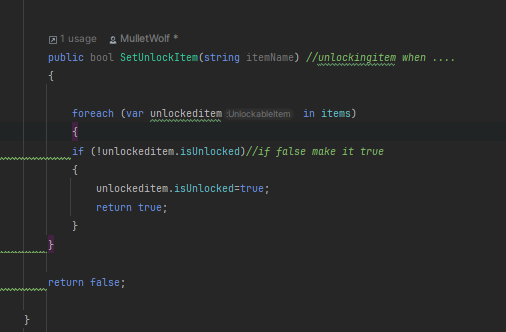 1 usage MulletWolf *
public bool SetUnlockItem(string itemName) //unlockingitem when ....
{
foreach (var unlockeditem :UnlockableItem in items)
{
if (!unlockeditem.isUnlocked)//if false make it true
{
unlockeditem.isUnlocked=true;
return true;
}
}
return false;
}